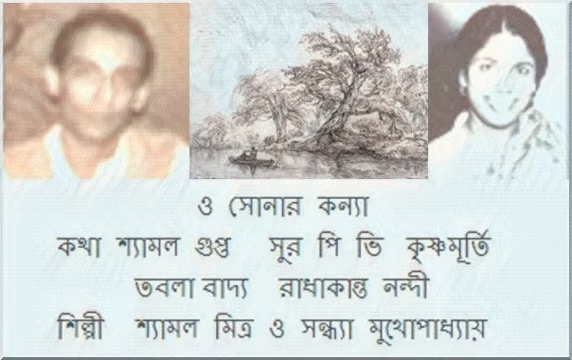 ও সোনার কন্যা
কথা শ্যামল গুপ্ত সুর পি ভি কৃষ্ণমূর্তি
তবলা বাদ্য রাধাকান্ত নন্দী
শিল্পী শ্যামল মিত্র ও সন্ধ্যা মুখোপাধ্যায়